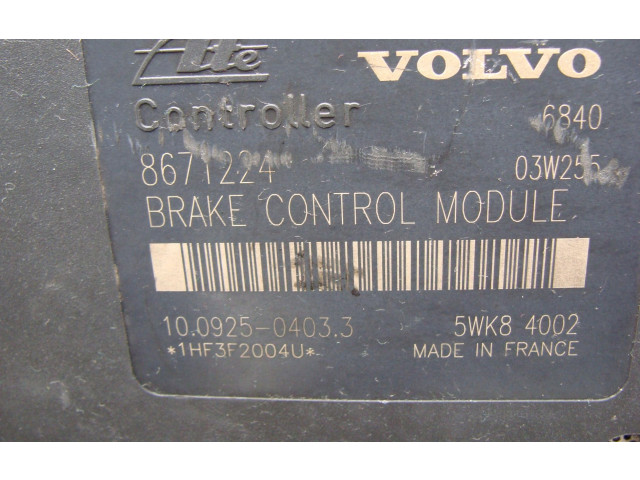 Ate VOLVO
Controller 6840
8671224 03W255
BRAKE CONTROL MODULE
10.0925-0403.3 5WK8 4002
*1HF3F2004U* MADE IN FRANCE